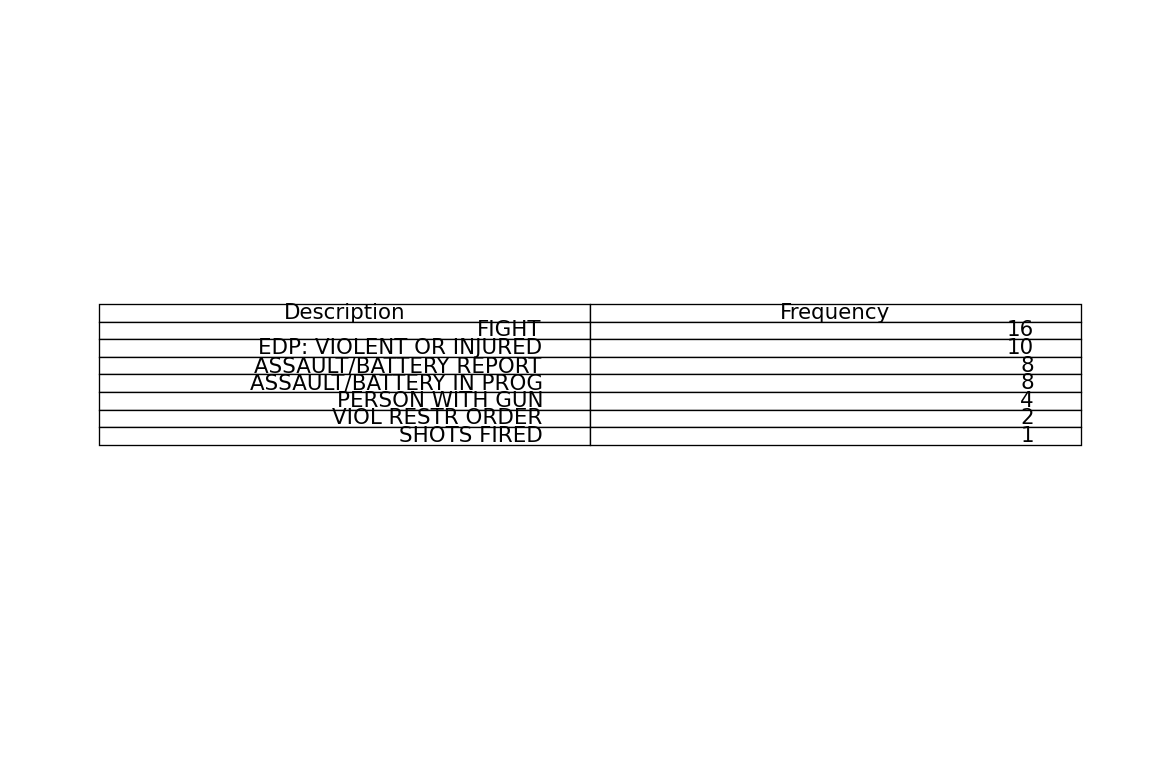 Description Frequency
FIGHT 16
EDP: VIOLENT OR INJURED 10
ASSAULT/BATTERY REPORT 8
ASSAULT/BATTERY IN PROG 8
PERSON WITH GUN 4
VIOL RESTR ORDER 2
SHOTS FIRED 1